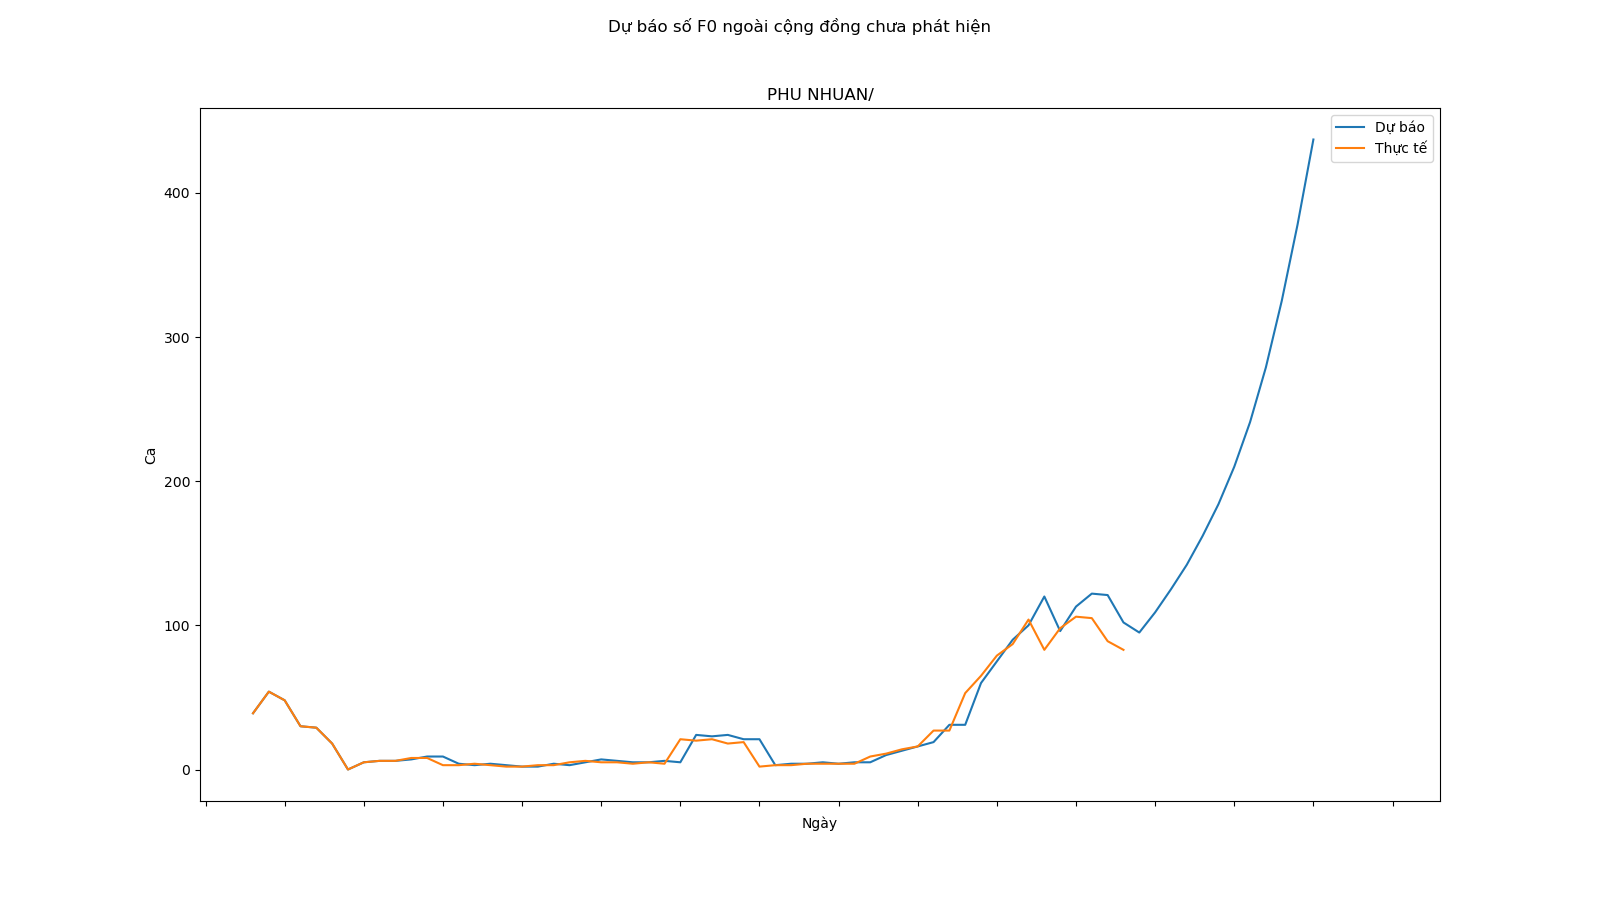 Dự báo số F0 ngoài cộng đồng chưa phát hiện
PHU NHUAN/
Dự báo
Thực tế
400
300
200
100
0
Ca
Ngày